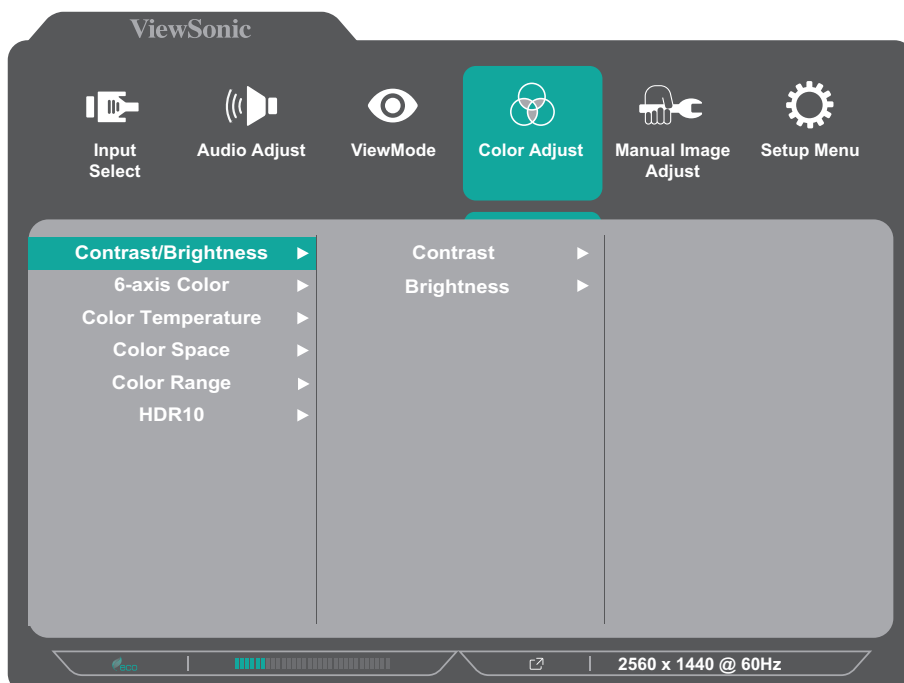 ViewSonic
Input
Select
Audio Adjust
ViewMode
Color Adjust
Manual Image
Adjust
Setup Menu
Contrast/Brightness
6-axis Color
Color Temperature
Color Space
Color Range
HDR10
Contrast
Brightness
eco
2560 x 1440 @ 60Hz